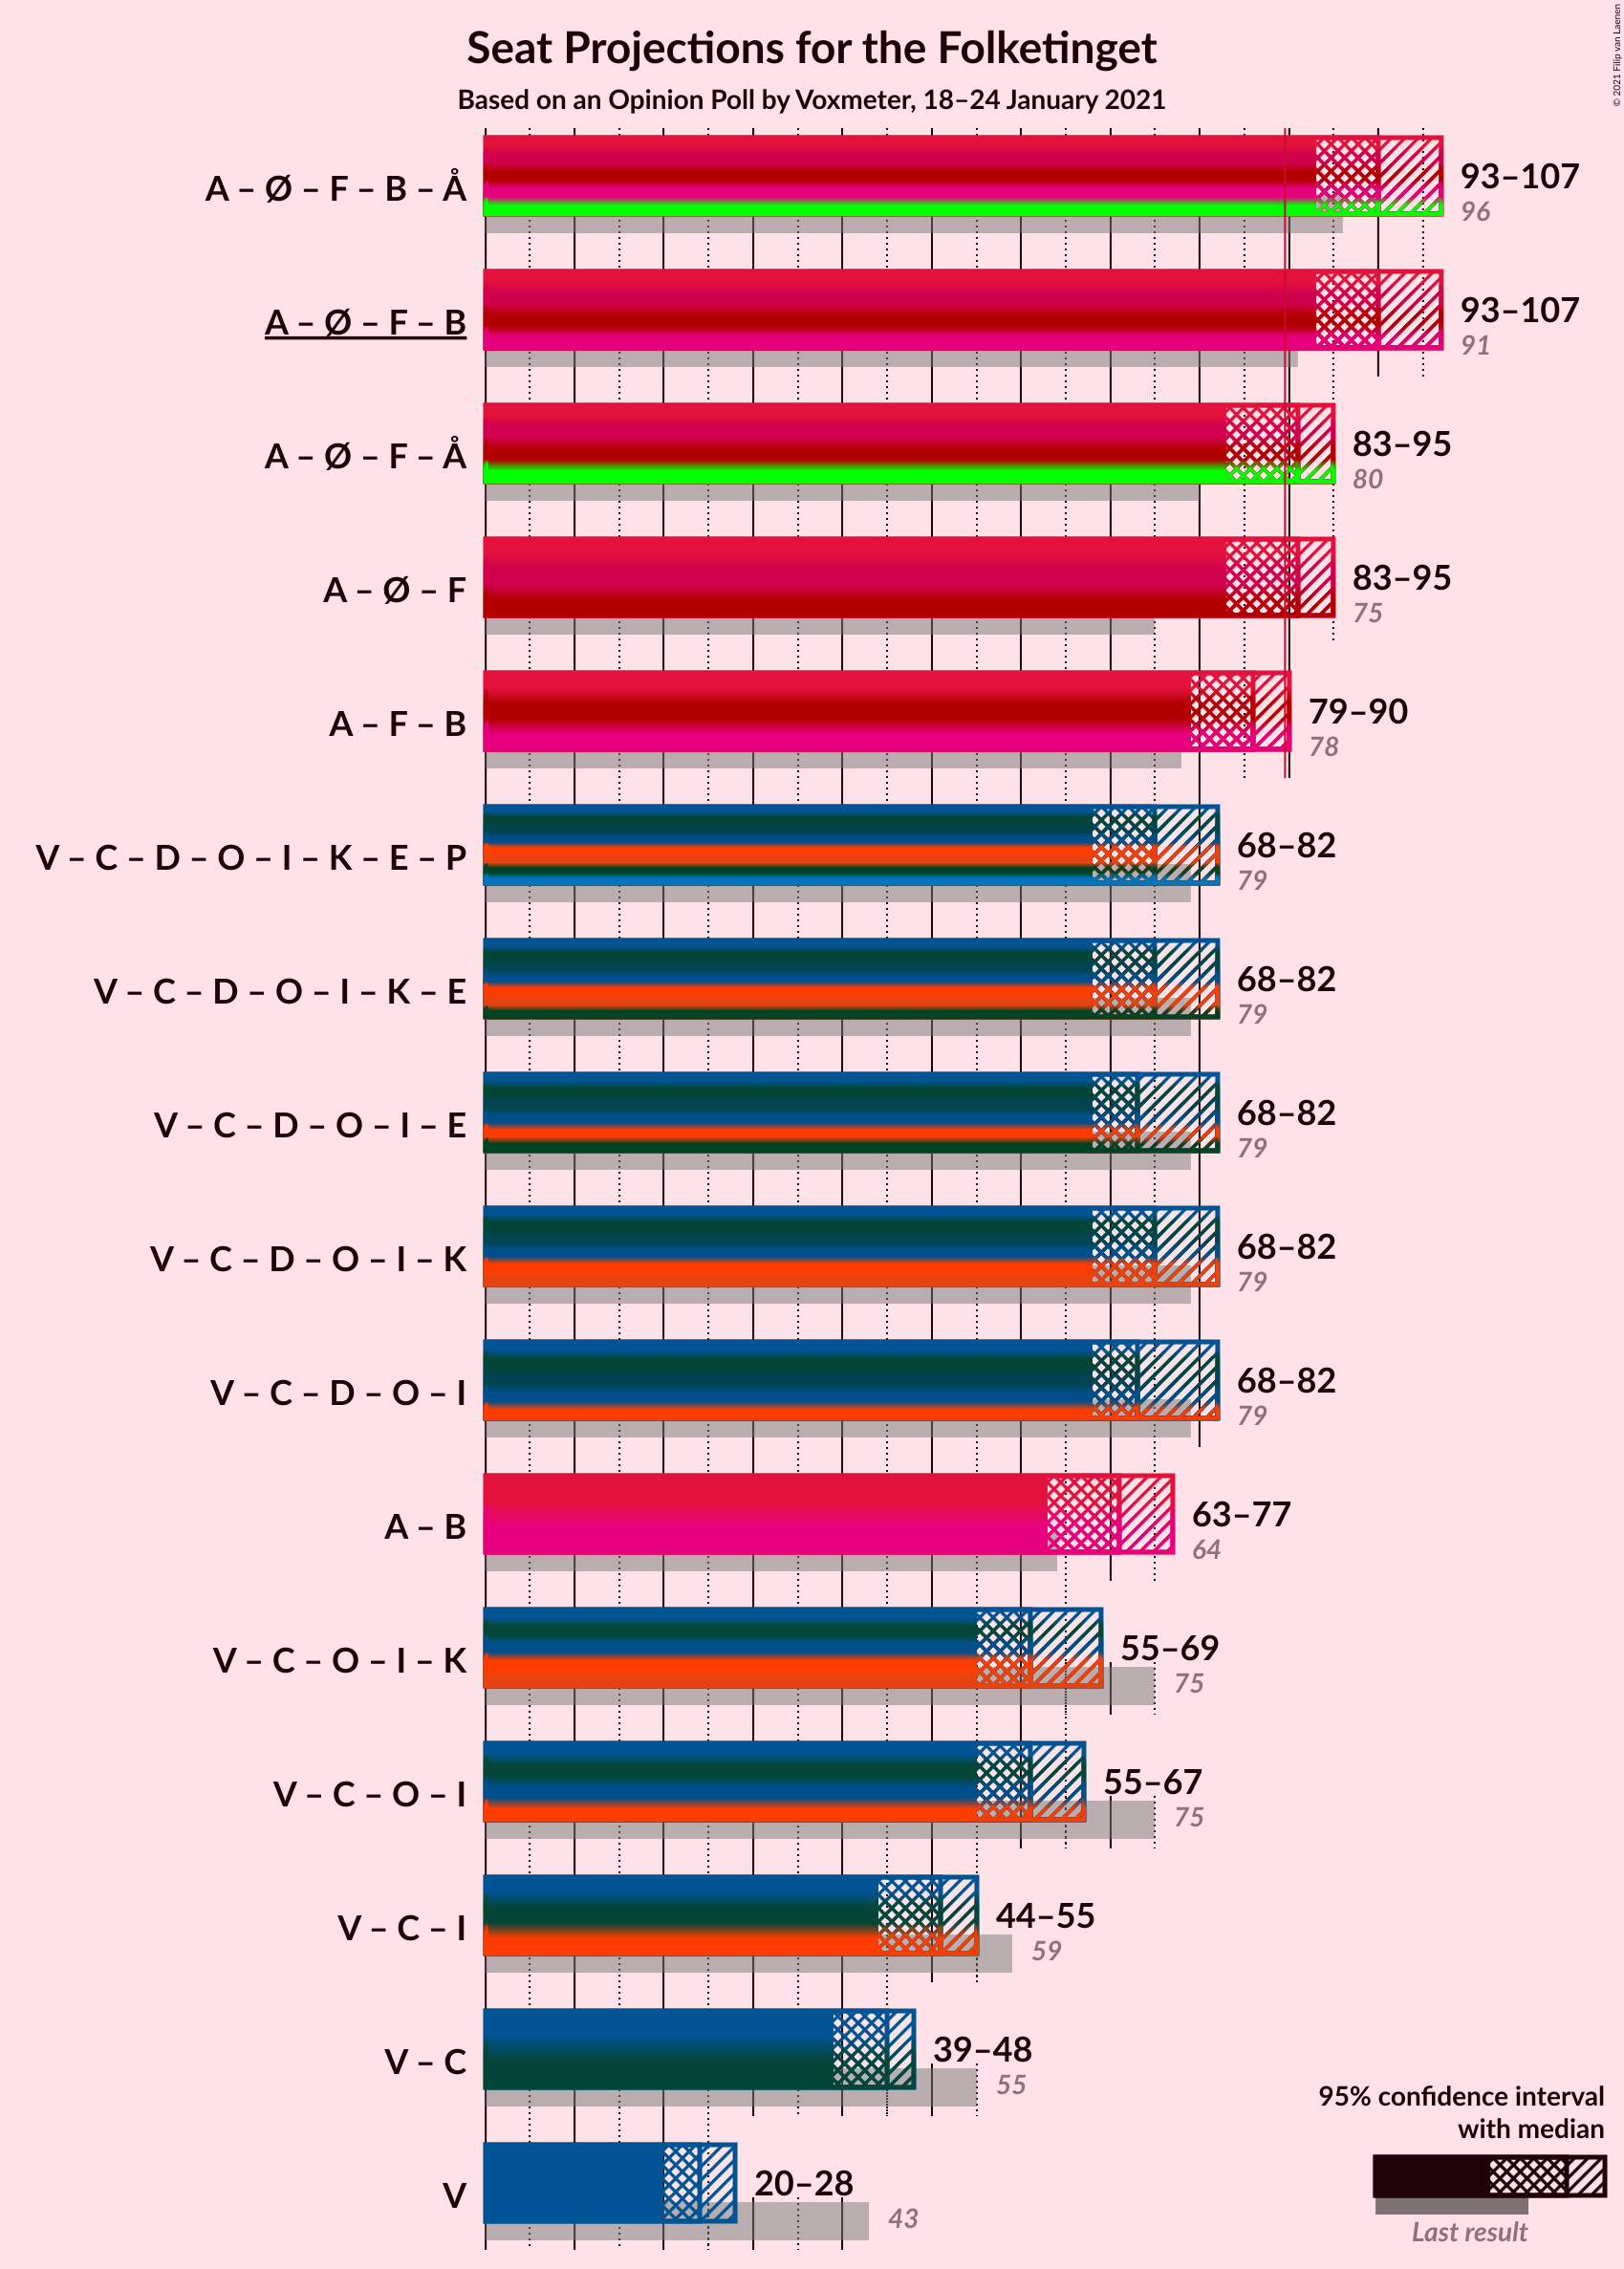 © 2021 Filip van Laenen
Seat Projections for the Folketinget
Based on an Opinion Poll by Voxmeter, 18–24 January 2021
A – Ø – F – B – Å
93–107
96
A – Ø – F – B
93–107
91
A – Ø – F – Å
83–95
80
A – Ø – F
83–95
75
A – F – B
79–90
78
V – C – D – O – I – K – E – P
68–82
79
V – C – D – O – I – K – E
68–82
79
V – C – D – O – I – E
68–82
79
V – C – D – O – I – K
68–82
79
V – C – D – O – I
68–82
79
A – B
63–77
64
V – C – O – I – K
55–69
75
V – C – O – I
55–67
75
V – C – I
44–55
59
V – C
39–48
55
V
20–28
43
95% confidence interval
with median
Last result